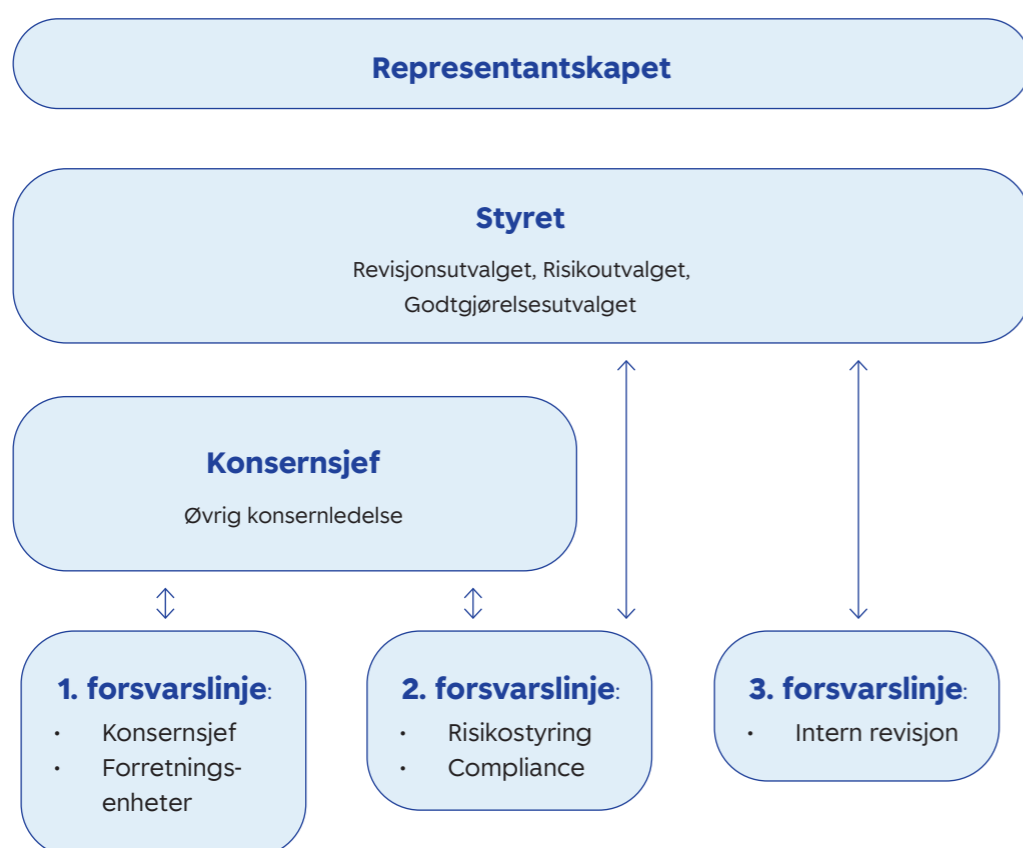 Representantskapet
Styret
Revisjonsutvalget, Risikoutvalget,
Godtgjørelsesutvalget
Konsernsjef
Øvrig konsernledelse
1. forsvarslinje:
• Konsernsjef
• Forretnings-
enheter
2. forsvarslinje:
• Risikostyring
• Compliance
3. forsvarslinje:
• Intern revisjon